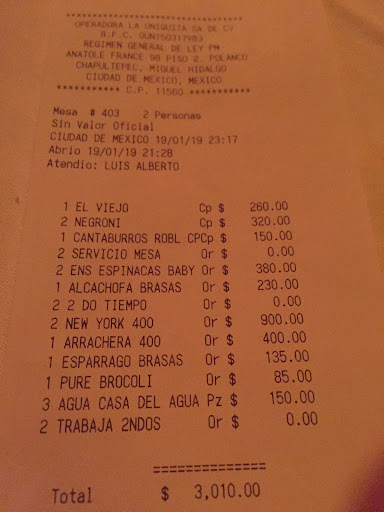 ***********************
OPERADORA LA UNIQUITA SA DE CV
R.F.C. OUN150317983
REGIMEN GENERAL DE LEY PM
ANATOLE FRANCE 98 PISO 2, POLANCO
CHAPULTEPEC, MIGUEL HIDALGO
CIUDAD DE MEXICO, MEXICO
*********** C.P. 11560 ***********
Mesa # 403 2 Personas
Sin Valor Oficial
CIUDAD DE MEXICO 19/01/19 23:17
Abrio 19/01/19 21:28
Atendio: LUIS ALBERTO
1 EL VIEJO Cp $ 260.00
2 NEGRONI Cp $ 320.00
1 CANTABURROS ROBL CPCp $ 150.00
2 SERVICIO MESA Or $ 0.00
2 ENS ESPINACAS BABY Or $ 380.00
1 ALCACHOFA BRASAS Or $ 230.00
2 2 DO TIEMPO Or $ 0.00
2 NEW YORK 400 Or $ 900.00
1 ARRACHERA 400 Or $ 400.00
1 ESPARRAGO BRASAS Or $ 135.00
1 PURE BROCOLI Or $ 85.00
3 AGUA CASA DEL AGUA Pz $ 150.00
2 TRABAJA 2NDOS Or $ 0.00
==============
Total $ 3,010.00